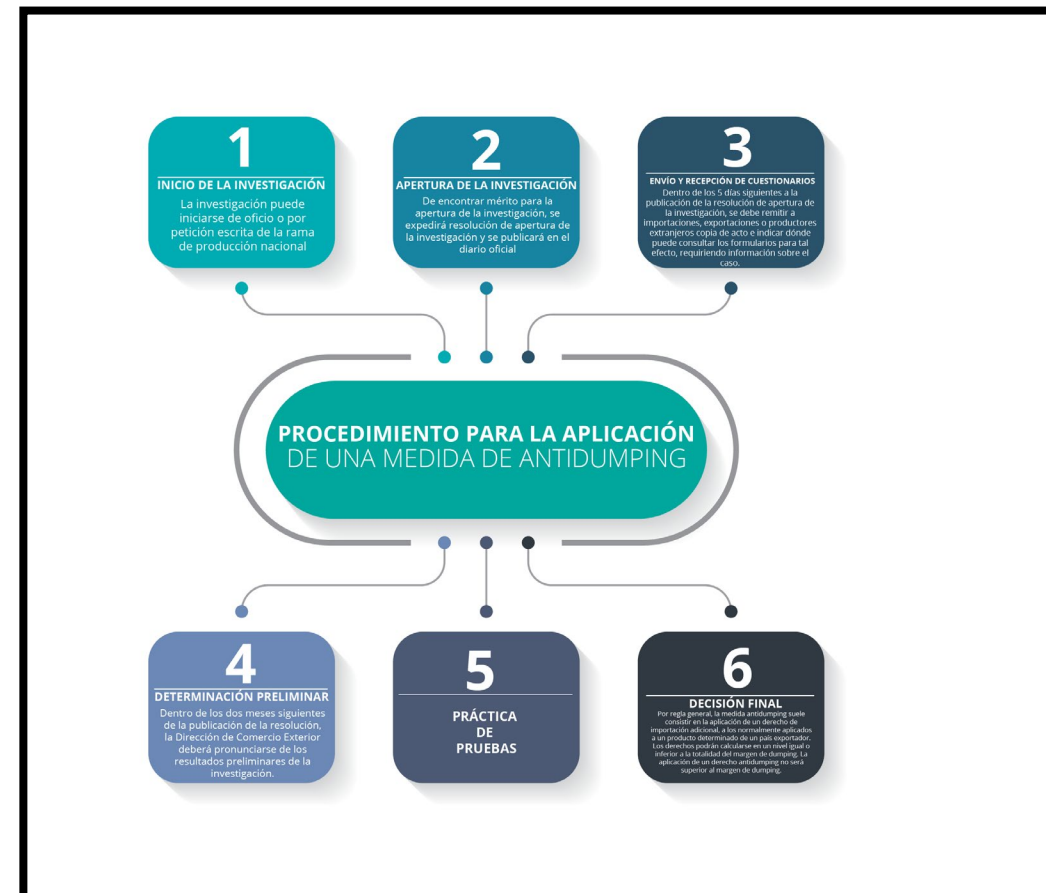 1
INICIO DE LA INVESTIGACIÓN
La investigación puede
iniciarse de oficio o por
petición escrita de la rama
de producción nacional
2
APERTURA DE LA INVESTIGACIÓN
De encontrar mérito para la
apertura de la investigación, se
expedirá resolución de apertura de
la investigación y se publicará en el
diario oficial
3
ENVÍO Y RECEPCIÓN DE CUESTIONARIOS
Dentro de los 5 días siguientes a la
publicación de la resolución de apertura de
la investigación, se debe remitir a
importaciones, exportaciones o productores
extranjeros copia de acto e indicar dónde
puede consultar los formularios para tal
efecto, requiriendo información sobre el
caso.
PROCEDIMIENTO PARA LA APLICACIÓN
DE UNA MEDIDA DE ANTIDUMPING
4
DETERMINACIÓN PRELIMINAR
Dentro de los dos meses siguientes
de la publicación de la resolución,
la Dirección de Comercio Exterior
deberá pronunciarse de los
resultados preliminares de la
investigación.
5
PRÁCTICA
DE
PRUEBAS
6
DECISIÓN FINAL
Por regla general, la medida antidumping suele
consistir en la aplicación de un derecho de
importación adicional, a los normalmente aplicados
a un producto determinado de un país exportador.
Los derechos podrán calcularse en un nivel igual o
inferior a la totalidad del margen de dumping. La
aplicación de un derecho antidumping no será
superior al margen de dumping.